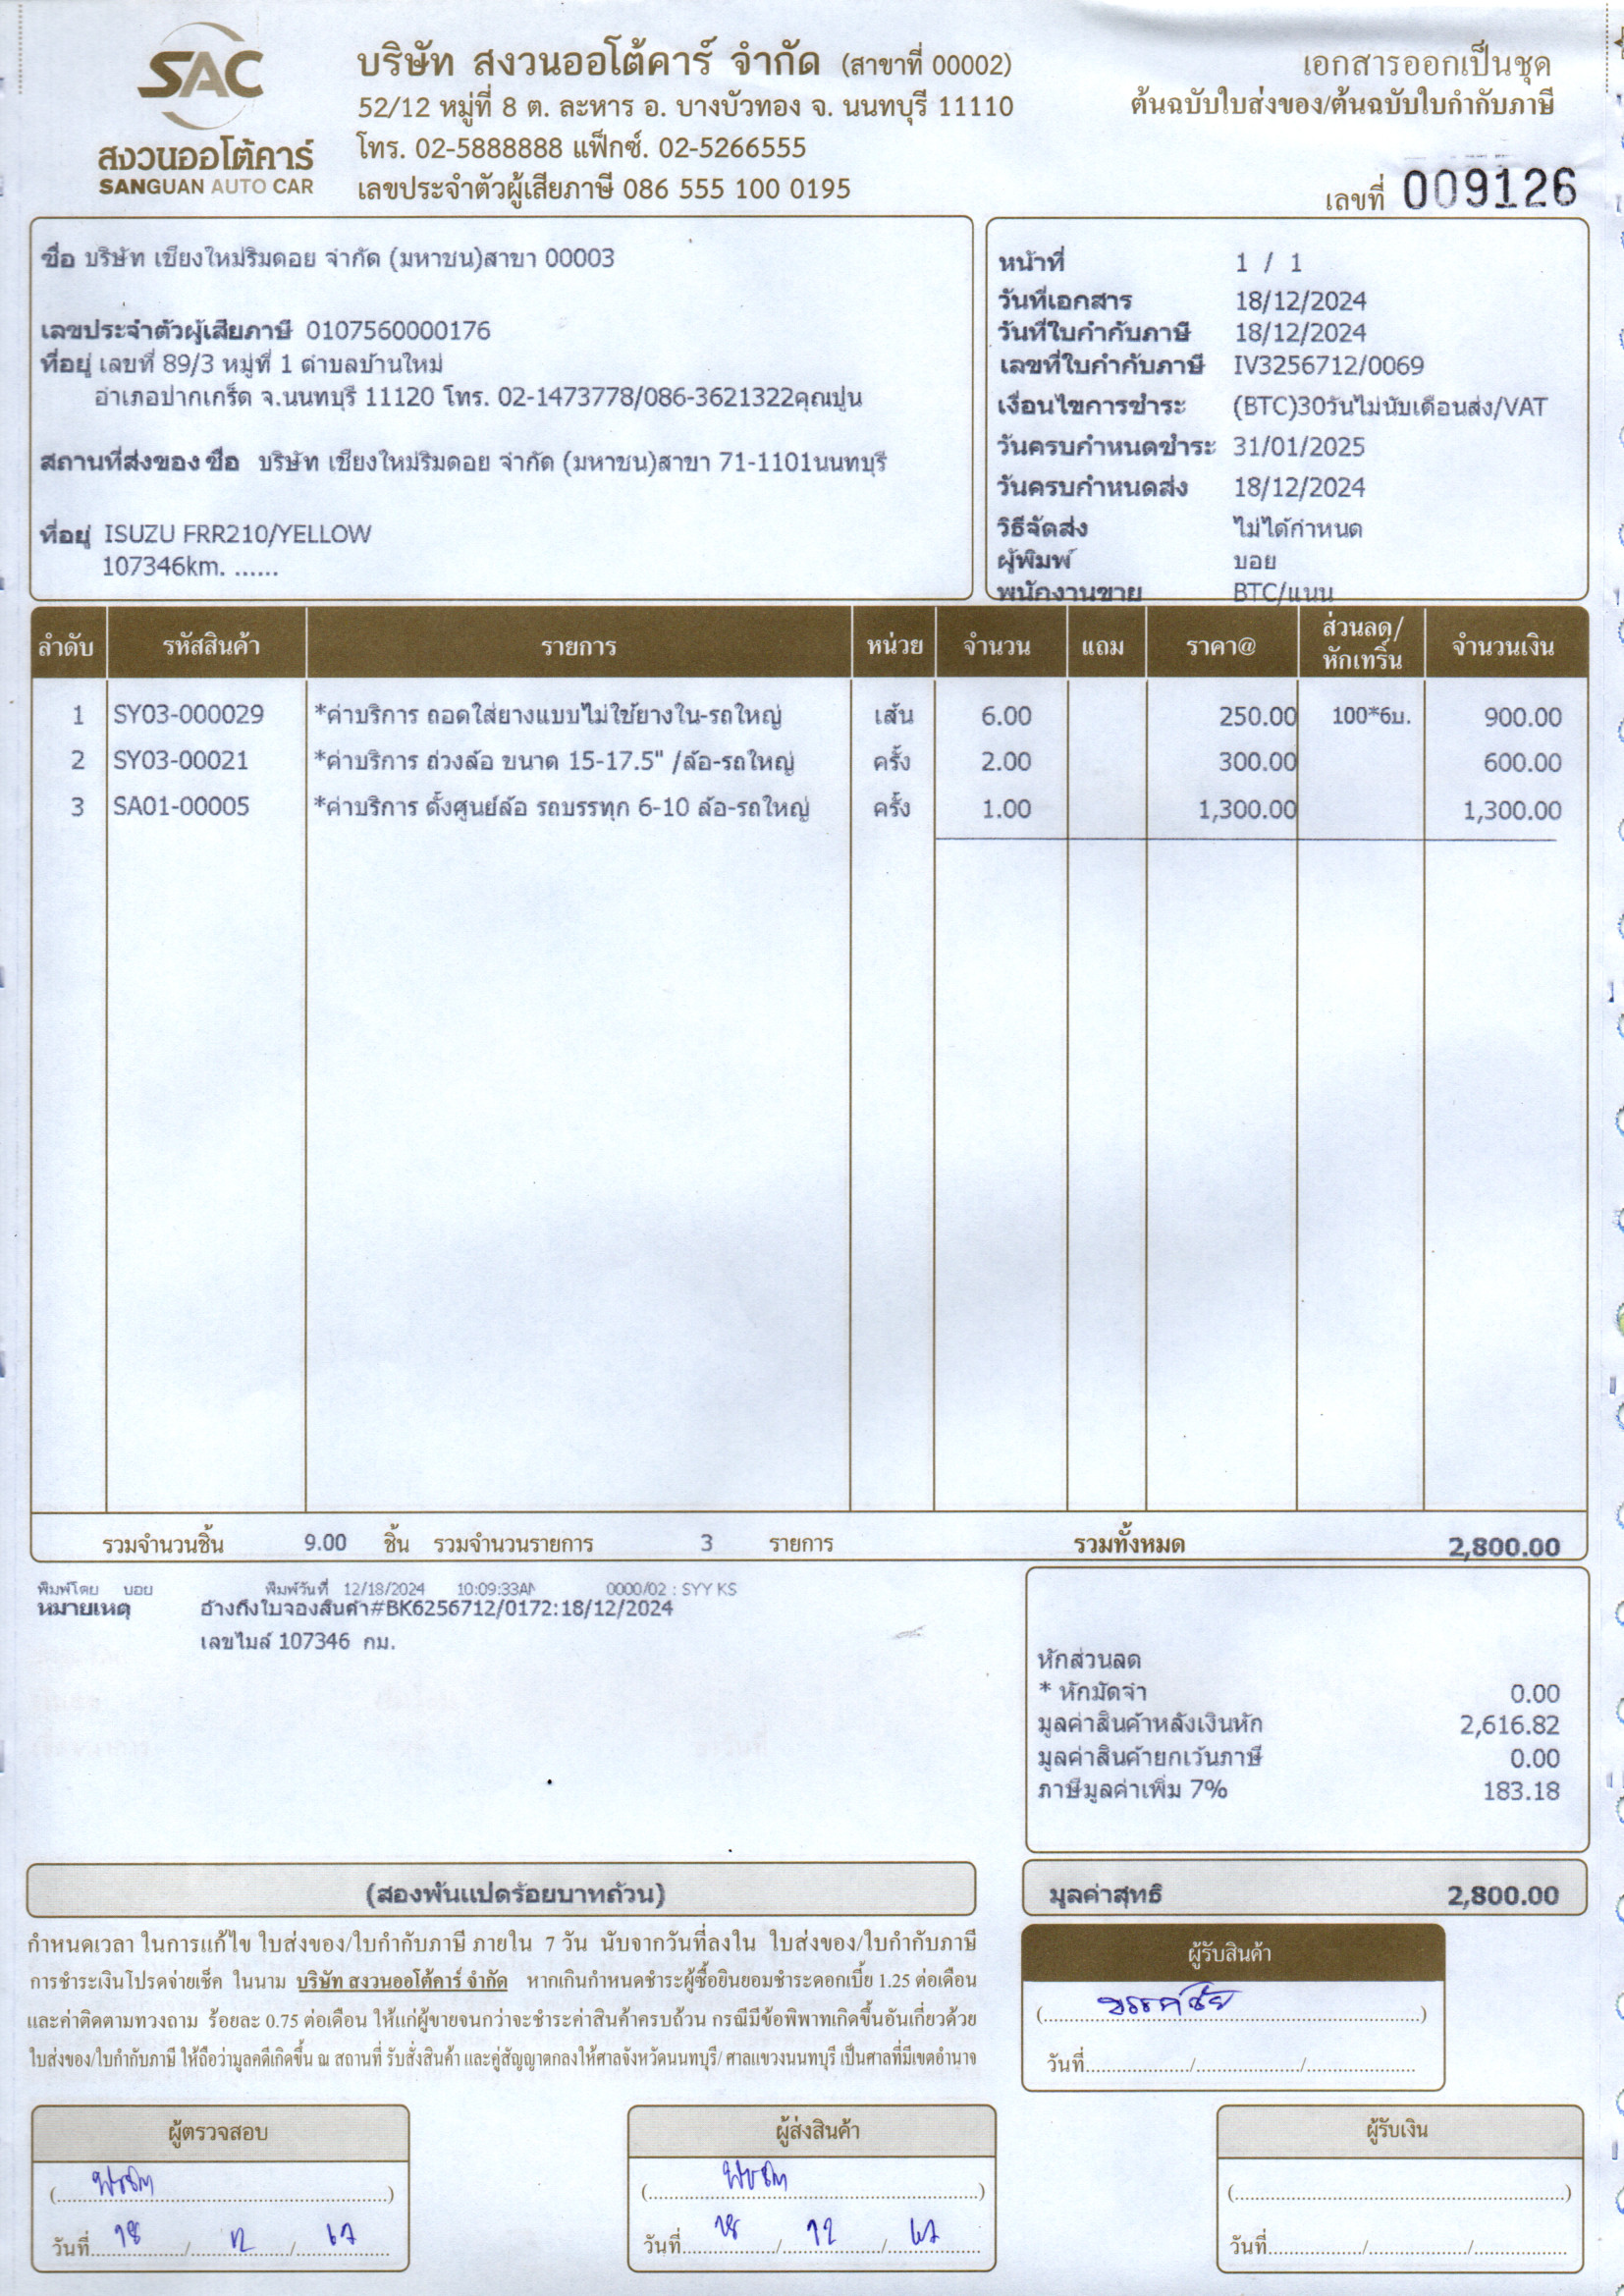 SAC
สงวนออโต้คาร์
SANGUAN AUTO CAR
บริษัท สงวนออโต้คาร์ จำกัด (สาขาที่ 00002)
52/12 หมู่ที่ 8 ต. ละหาร อ. บางบัวทอง จ. นนทบุรี 11110
โทร. 02-5888888 แฟ็กซ์. 02-5266555
เลขประจำตัวผู้เสียภาษี 086 555 100 0195
เอกสารออกเป็นชุด
ต้นฉบับใบส่งของ/ต้นฉบับใบกำกับภาษี
เลขที่ 009126
ชื่อ บริษัท เชียงใหม่ริมดอย จำกัด (มหาชน)สาขา 00003
เลขประจำตัวผู้เสียภาษี 0107560000176
ที่อยู่ เลขที่ 89/3 หมู่ที่ 1 ตำบลบ้านใหม่
อำเภอปากเกร็ด จ.นนทบุรี 11120 โทร. 02-1473778/086-3621322คุณปูน
สถานที่ส่งของ ชื่อ บริษัท เชียงใหม่ริมดอย จำกัด (มหาชน)สาขา 71-1101นนทบุรี
ที่อยู่ ISUZU FRR210/YELLOW
107346km. ......
หน้าที่ 1 / 1
วันที่เอกสาร 18/12/2024
วันที่ใบกำกับภาษี 18/12/2024
เลขที่ใบกำกับภาษี IV3256712/0069
เงื่อนไขการชำระ (BTC)30วันไม่นับเดือนส่ง/VAT
วันครบกำหนดชำระ 31/01/2025
วันครบกำหนดส่ง 18/12/2024
วิธีจัดส่ง ไม่ได้กำหนด
ผู้พิมพ์ บอย
พนักงานขาย BTC/แนน
ลำดับ รหัสสินค้า รายการ หน่วย จำนวน แถม ราคา@ ส่วนลด/หักเทริ์น จำนวนเงิน
1 SY03-000029 *ค่าบริการ ถอดใส่ยางแบบไม่ใช้ยางใน-รถใหญ่ เส้น 6.00 250.00 100*6บ. 900.00
2 SY03-00021 *ค่าบริการ ถ่วงล้อ ขนาด 15-17.5" /ล้อ-รถใหญ่ ครั้ง 2.00 300.00 600.00
3 SA01-00005 *ค่าบริการ ตั้งศูนย์ล้อ รถบรรทุก 6-10 ล้อ-รถใหญ่ ครั้ง 1.00 1,300.00 1,300.00
รวมจำนวนชิ้น 9.00 ชิ้น รวมจำนวนรายการ 3 รายการ รวมทั้งหมด 2,800.00
พิมพ์โดย บอย พิมพ์วันที่ 12/18/2024 10:09:33AM 0000/02 : SYY KS
หมายเหตุ อ้างถึงใบจองสินค้า#BK6256712/0172:18/12/2024
เลขไมล์ 107346 กม.
หักส่วนลด
* หักมัดจำ 0.00
มูลค่าสินค้าหลังเงินหัก 2,616.82
มูลค่าสินค้ายกเว้นภาษี 0.00
ภาษีมูลค่าเพิ่ม 7% 183.18
(สองพันแปดร้อยบาทถ้วน)
มูลค่าสุทธิ 2,800.00
กำหนดเวลา ในการแก้ไข ใบส่งของ/ใบกำกับภาษี ภายใน 7 วัน นับจากวันที่ลงใน ใบส่งของ/ใบกำกับภาษี
การชำระเงินโปรดจ่ายเช็ค ในนาม บริษัท สงวนออโต้คาร์ จำกัด หากเกินกำหนดชำระผู้ซื้อยินยอมชำระดอกเบี้ย 1.25 ต่อเดือน
และค่าติดตามทวงถาม ร้อยละ 0.75 ต่อเดือน ให้แก่ผู้ขายจนกว่าจะชำระค่าสินค้าครบถ้วน กรณีมีข้อพิพาทเกิดขึ้นอันเกี่ยวด้วย
ใบส่งของ/ใบกำกับภาษี ให้ถือว่ามูลคดีเกิดขึ้น ณ สถานที่ รับสั่งสินค้า และคู่สัญญาตกลงให้ศาลจังหวัดนนทบุรี/ ศาลแขวงนนทบุรี เป็นศาลที่มีเขตอำนาจ
ผู้รับสินค้า
วันที่............/............/............
ผู้ตรวจสอบ
วันที่ 18 / 12 / 67
ผู้ส่งสินค้า
วันที่ 18 / 12 / 67
ผู้รับเงิน
(............)
วันที่............/............/............